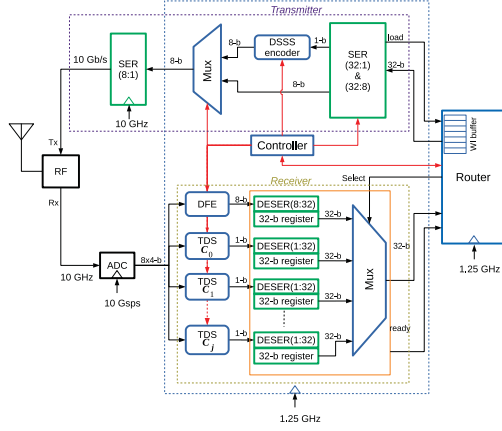 Transmitter
10 Gb/s
SER
(8:1)
10 GHz
8-b
Mux
8-b
DSSS
encoder
1-b
8-b
SER
(32:1)
&
(32:8)
load
32-b
WI buffer
Router
1.25 GHz
Controller
Select
Tx
RF
Rx
10 GHz
ADC
10 Gsps
8x4-b
Receiver
DFE
8-b
DESER(8:32)
32-b register
32-b
TDS
C0
1-b
DESER(1:32)
32-b register
32-b
TDS
C1
1-b
DESER(1:32)
32-b register
32-b
TDS
Cj
1-b
DESER(1:32)
32-b register
32-b
Mux
32-b
ready
1.25 GHz